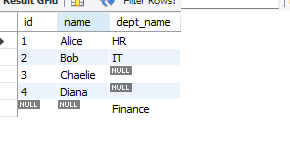 Result Grid Filter Rows:
id name dept_name
1 Alice HR
2 Bob IT
3 Chaelie NULL
4 Diana NULL
NULL NULL Finance